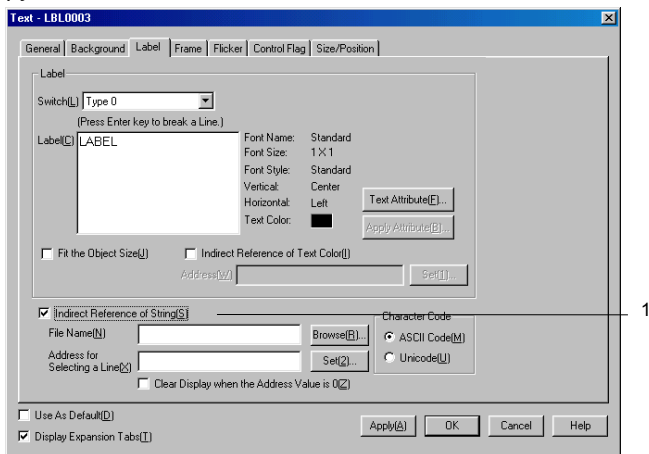 Text - LBL0003
General Background Label Frame Flicker Control Flag Size/Position
Label
Switch(L) Type 0
(Press Enter key to break a Line.)
Label(C) LABEL
Font Name: Standard
Font Size: 1 X 1
Font Style: Standard
Vertical: Center
Horizontal: Left
Text Color:
Text Attribute(F)...
Apply Attribute(B)...
Fit the Object Size(J) Indirect Reference of Text Color(I)
Address(W) Set(1)...
Indirect Reference of String(S) 1
Character Code
File Name(N) Browse(R)... ASCII Code(M)
Address for
Selecting a Line(X) Set(2)... Unicode(U)
Clear Display when the Address Value is 0(Z)
Use As Default(D)
Display Expansion Tabs(T)
Apply(A) OK Cancel Help